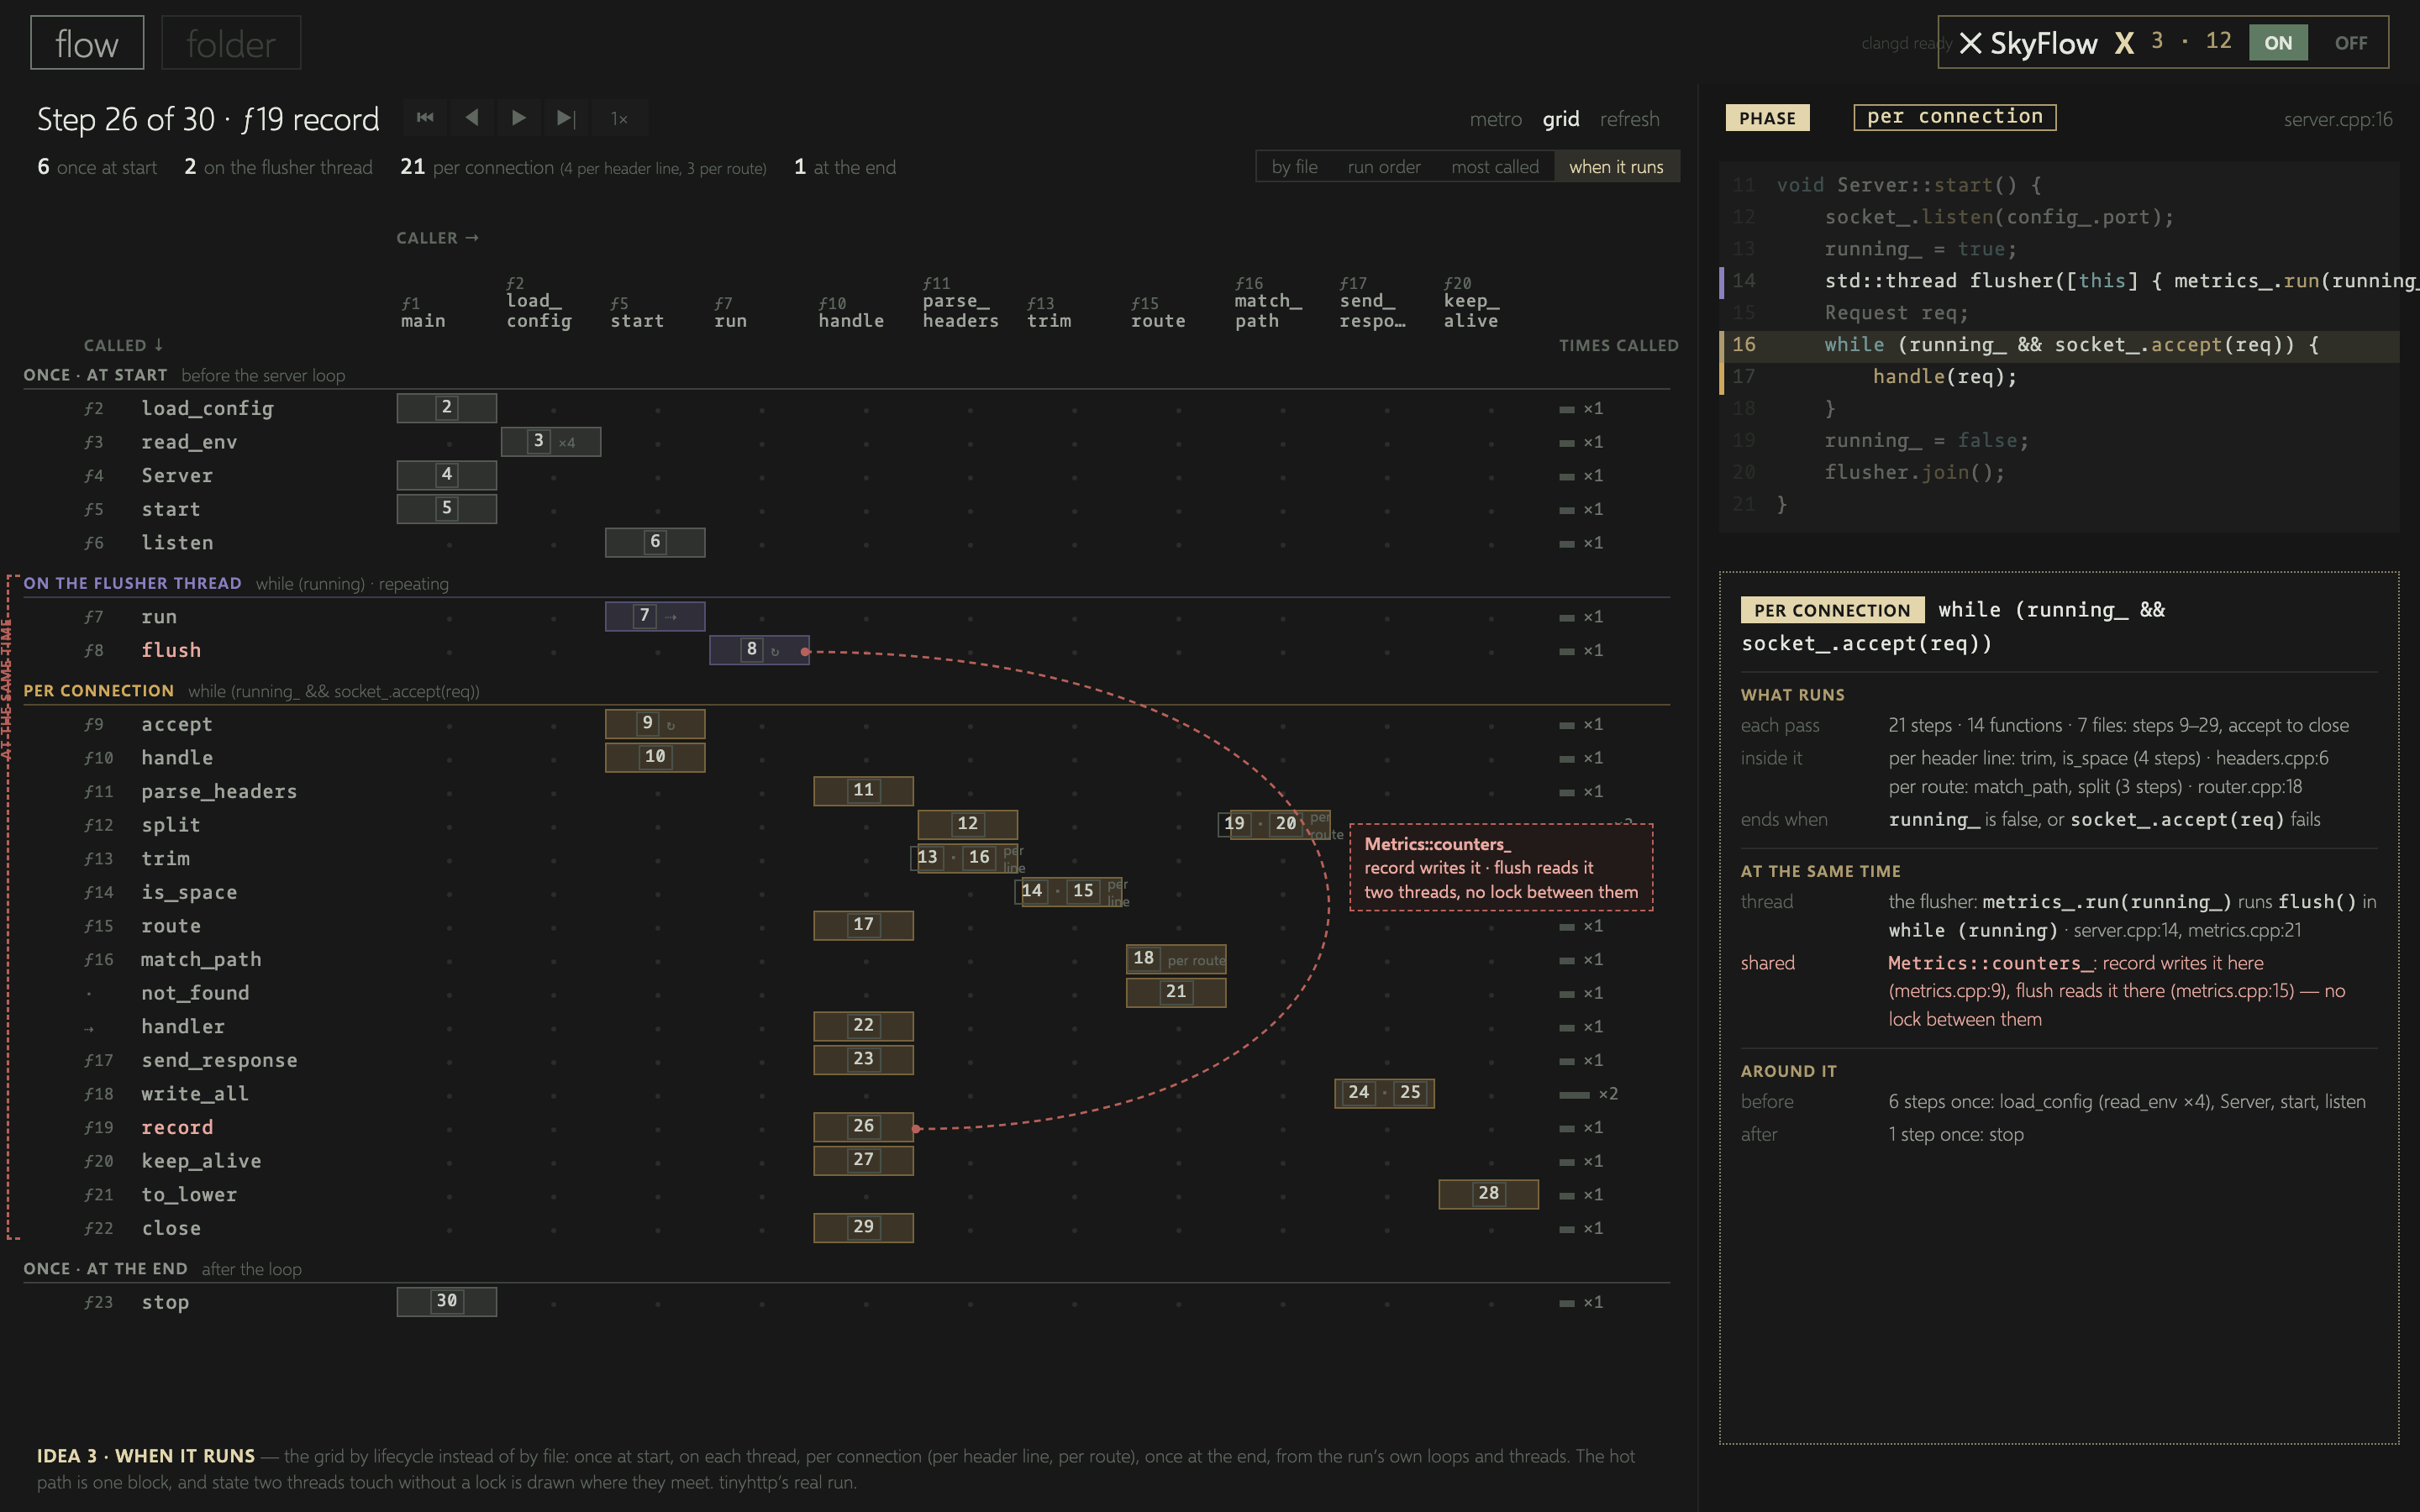 flow
folder
clangd ready
SkyFlow X 3 · 12 ON OFF
Step 26 of 30 · ƒ19 record
1×
metro grid refresh
6 once at start 2 on the flusher thread 21 per connection (4 per header line, 3 per route) 1 at the end
by file run order most called when it runs
CALLER →
ƒ1 main
ƒ2 load_config
ƒ5 start
ƒ7 run
ƒ10 handle
ƒ11 parse_headers
ƒ13 trim
ƒ15 route
ƒ16 match_path
ƒ17 send_respo…
ƒ20 keep_alive
CALLED ↓
TIMES CALLED
ONCE · AT START before the server loop
ƒ2 load_config 2 ×1
ƒ3 read_env 3 ×4 ×1
ƒ4 Server 4 ×1
ƒ5 start 5 ×1
ƒ6 listen 6 ×1
AT THE SAME TIME
ON THE FLUSHER THREAD while (running) · repeating
ƒ7 run 7 ⇢ ×1
ƒ8 flush 8 ↻ ×1
PER CONNECTION while (running_ && socket_.accept(req))
ƒ9 accept 9 ↻ ×1
ƒ10 handle 10 ×1
ƒ11 parse_headers 11 ×1
ƒ12 split 12 19 · 20 per route
ƒ13 trim 13 · 16 per line
ƒ14 is_space 14 · 15 per line
Metrics::counters_
record writes it · flush reads it
two threads, no lock between them
ƒ15 route 17 ×1
ƒ16 match_path 18 per route ×1
· not_found 21 ×1
⇢ handler 22 ×1
ƒ17 send_response 23 ×1
ƒ18 write_all 24 · 25 ×2
ƒ19 record 26 ×1
ƒ20 keep_alive 27 ×1
ƒ21 to_lower 28 ×1
ƒ22 close 29 ×1
ONCE · AT THE END after the loop
ƒ23 stop 30 ×1
IDEA 3 · WHEN IT RUNS — the grid by lifecycle instead of by file: once at start, on each thread, per connection (per header line, per route), once at the end, from the run's own loops and threads. The hot
path is one block, and state two threads touch without a lock is drawn where they meet. tinyhttp's real run.
PHASE per connection server.cpp:16
11 void Server::start() {
12 socket_.listen(config_.port);
13 running_ = true;
14 std::thread flusher([this] { metrics_.run(running_
15 Request req;
16 while (running_ && socket_.accept(req)) {
17 handle(req);
18 }
19 running_ = false;
20 flusher.join();
21 }
PER CONNECTION while (running_ &&
socket_.accept(req))
WHAT RUNS
each pass 21 steps · 14 functions · 7 files: steps 9–29, accept to close
inside it per header line: trim, is_space (4 steps) · headers.cpp:6
per route: match_path, split (3 steps) · router.cpp:18
ends when running_ is false, or socket_.accept(req) fails
AT THE SAME TIME
thread the flusher: metrics_.run(running_) runs flush() in
while (running) · server.cpp:14, metrics.cpp:21
shared Metrics::counters_: record writes it here
(metrics.cpp:9), flush reads it there (metrics.cpp:15) — no
lock between them
AROUND IT
before 6 steps once: load_config (read_env ×4), Server, start, listen
after 1 step once: stop